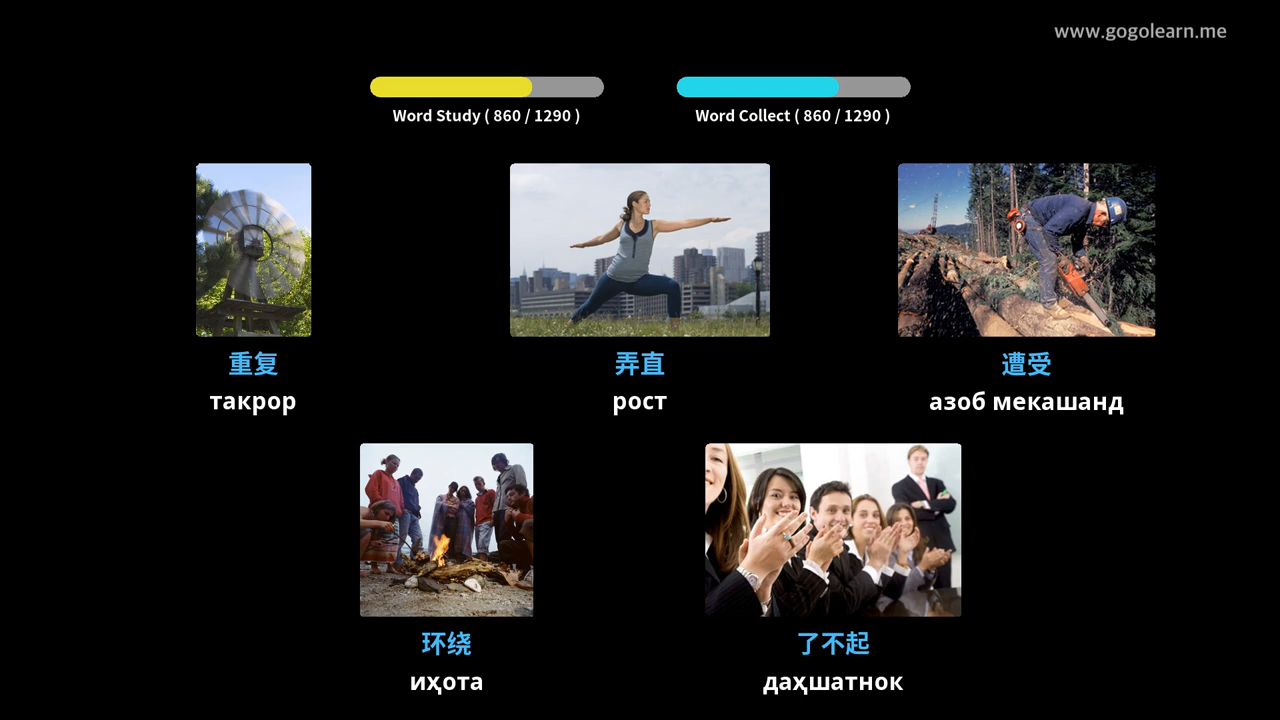 www.gogolearn.me
Word Study ( 860 / 1290 )
Word Collect ( 860 / 1290 )
重复
такрор
弄直
рост
遭受
азоб мекашанд
环绕
иҳота
了不起
даҳшатнок